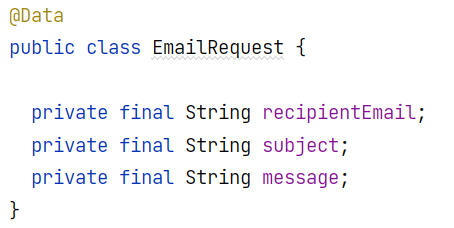 @Data
public class EmailRequest {
private final String recipientEmail;
private final String subject;
private final String message;
}